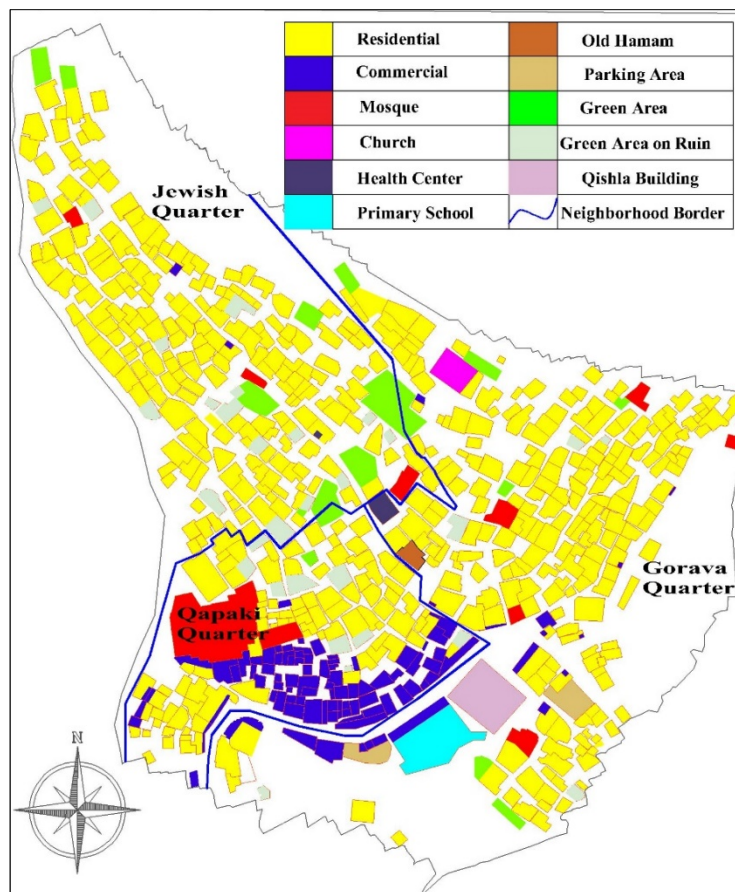 Residential
Old Hamam
Commercial
Parking Area
Mosque
Green Area
Church
Green Area on Ruin
Health Center
Qishla Building
Primary School
Neighborhood Border
Jewish
Quarter
Gorava
Quarter
Qapaki
Quarter
N